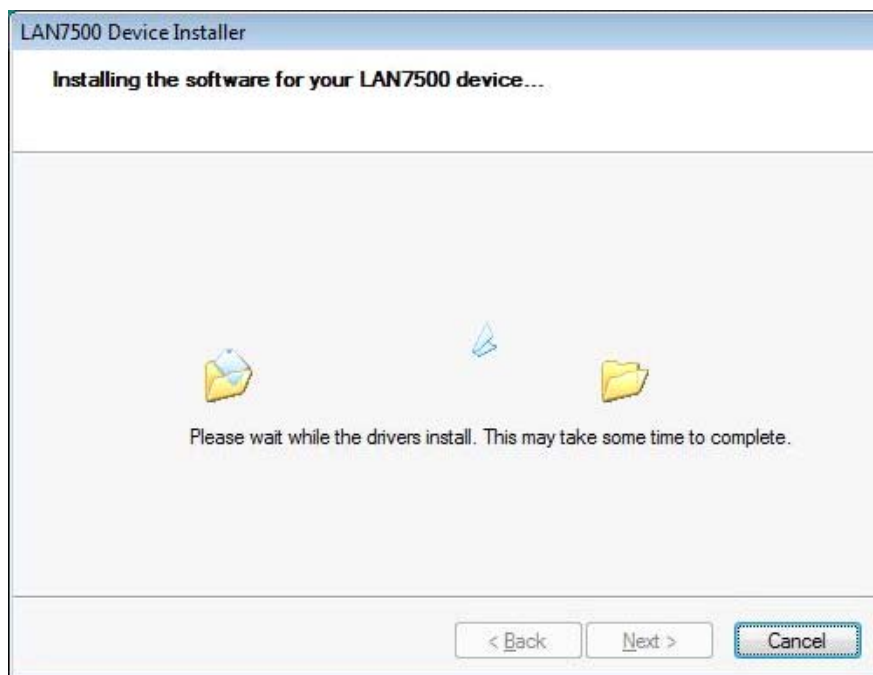 LAN7500 Device Installer
Installing the software for your LAN7500 device...
Please wait while the drivers install. This may take some time to complete.
< Back
Next >
Cancel